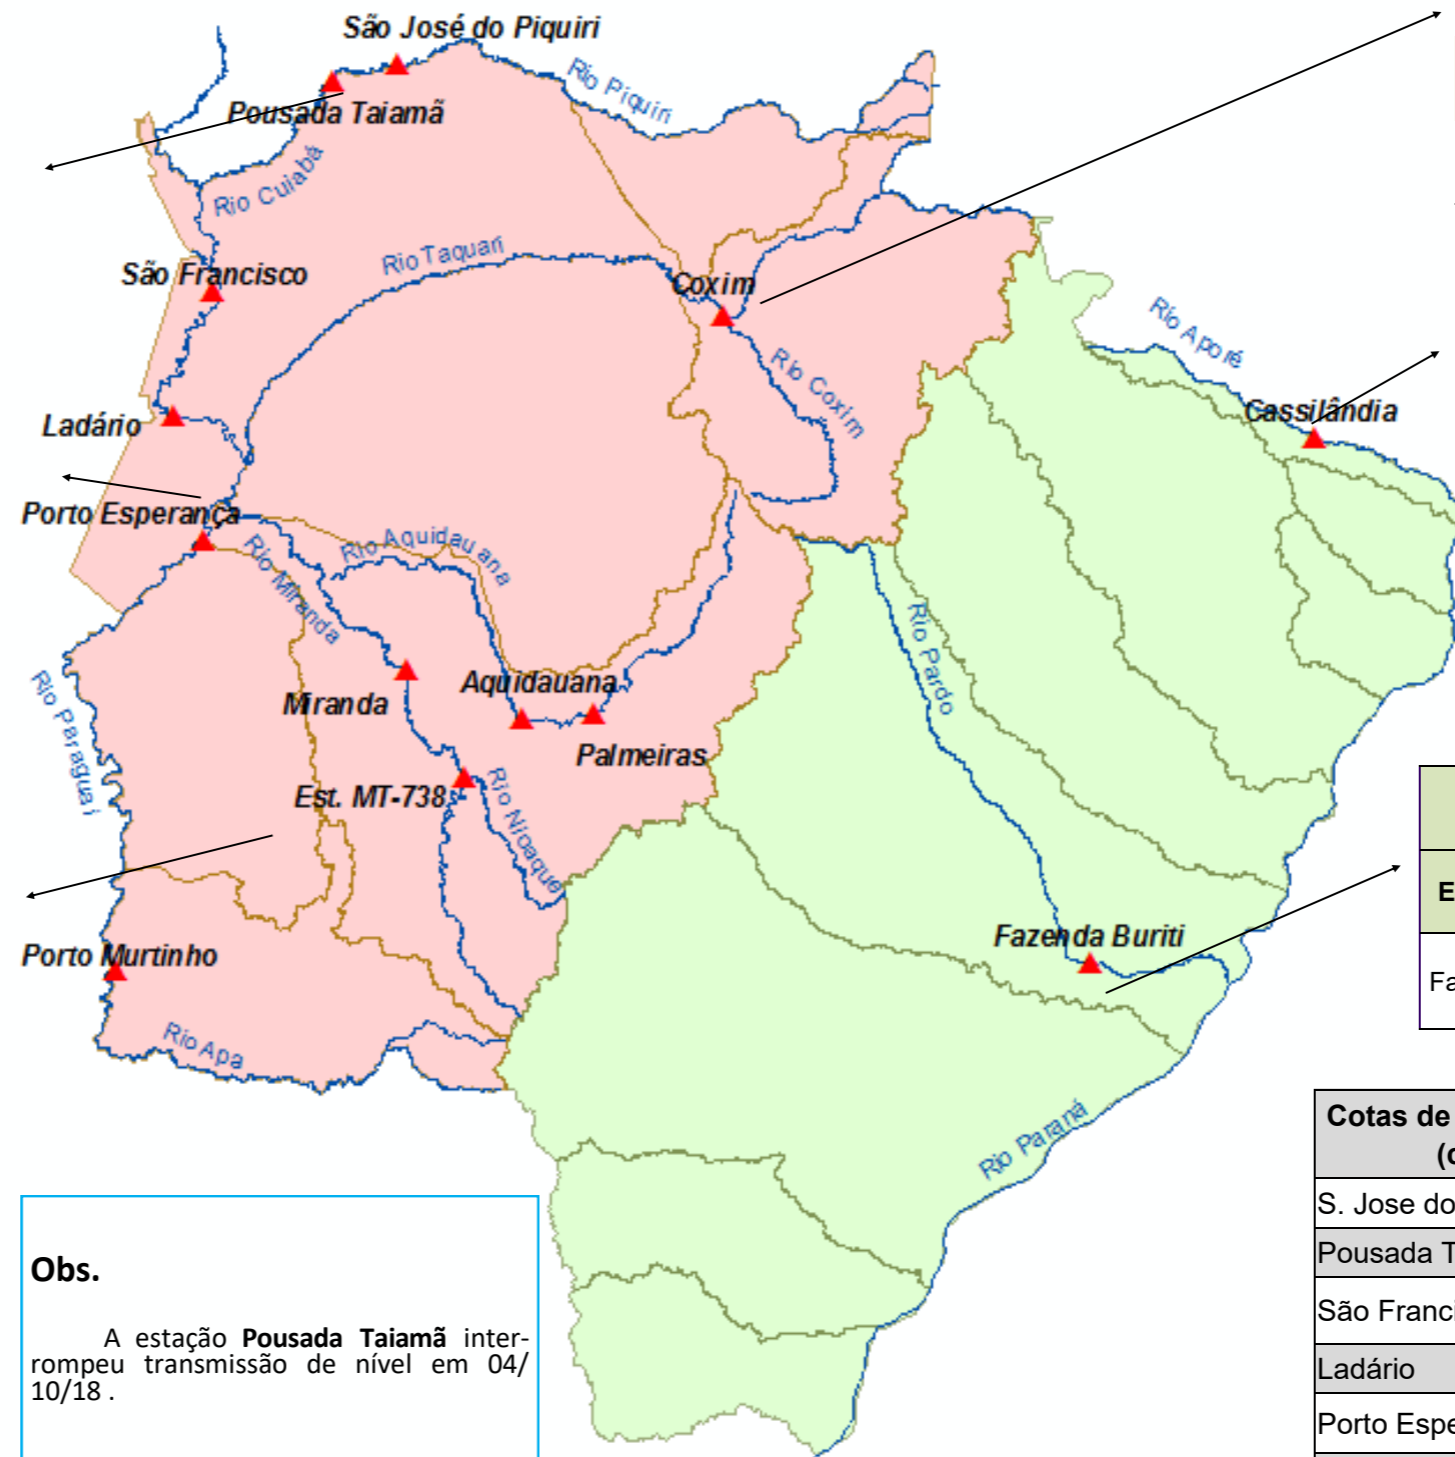 São José do Piquiri
Rio Piquiri
Pousada Taiamã
Rio Cuiabá
Rio Taquari
São Francisco
Coxim
Rio Aporé
Rio Coxim
Cassilândia
Ladário
Porto Esperança
Rio Aquidauana
Rio Miranda
Rio Pardo
Rio Paraguai
Aquidauana
Miranda
Palmeiras
Est. MT-738
Rio Nioaque
E
Fa
Fazenda Buriti
Porto Murtinho
Rio Apa
Rio Paraná
Cotas de
(c
S. Jose do
Pousada T
São Franci
Ladário
Porto Espe
Obs.
A estação Pousada Taiamã inter-
rompeu transmissão de nível em 04/
10/18 .